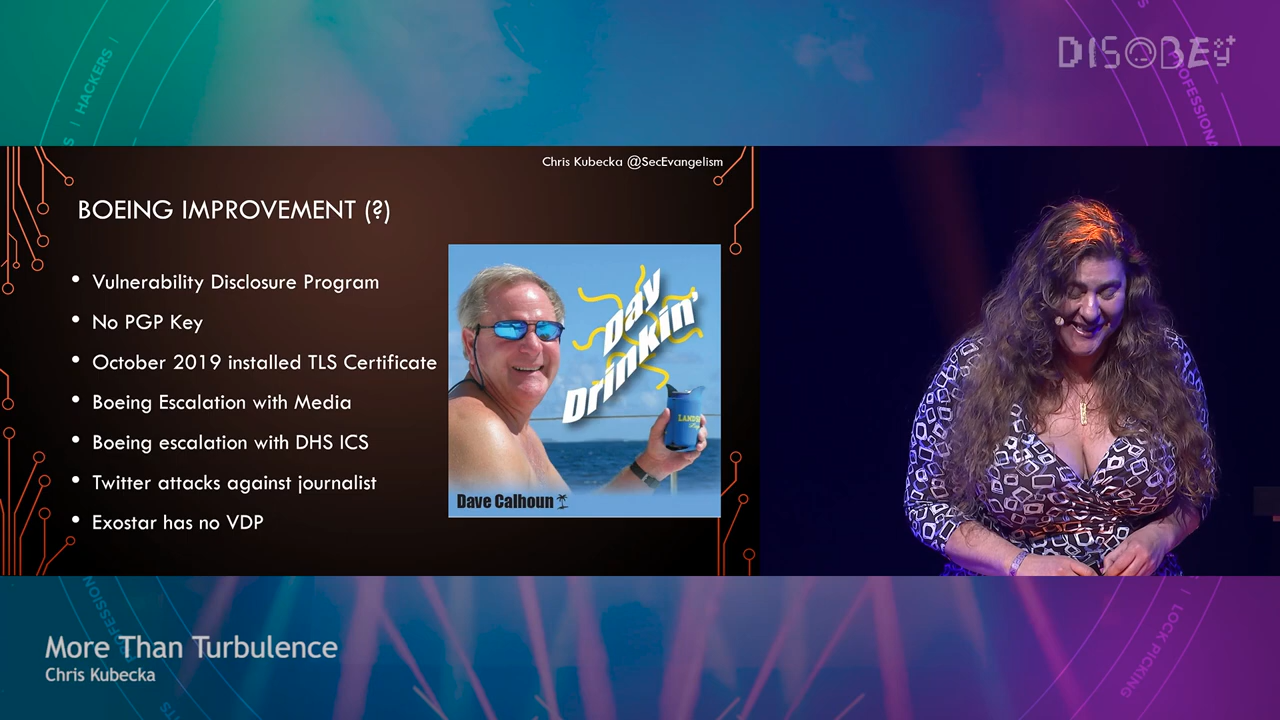 HACKERS
DISOBEY
PROFESSIONA
Chris Kubecka @SecEvangelism
BOEING IMPROVEMENT (?)
• Vulnerability Disclosure Program
• No PGP Key
• October 2019 installed TLS Certificate
• Boeing Escalation with Media
• Boeing escalation with DHS ICS
• Twitter attacks against journalist
• Exostar has no VDP
Day
Drinkin'
Dave Calhoun
More Than Turbulence
Chris Kubecka
LOCK PICKING